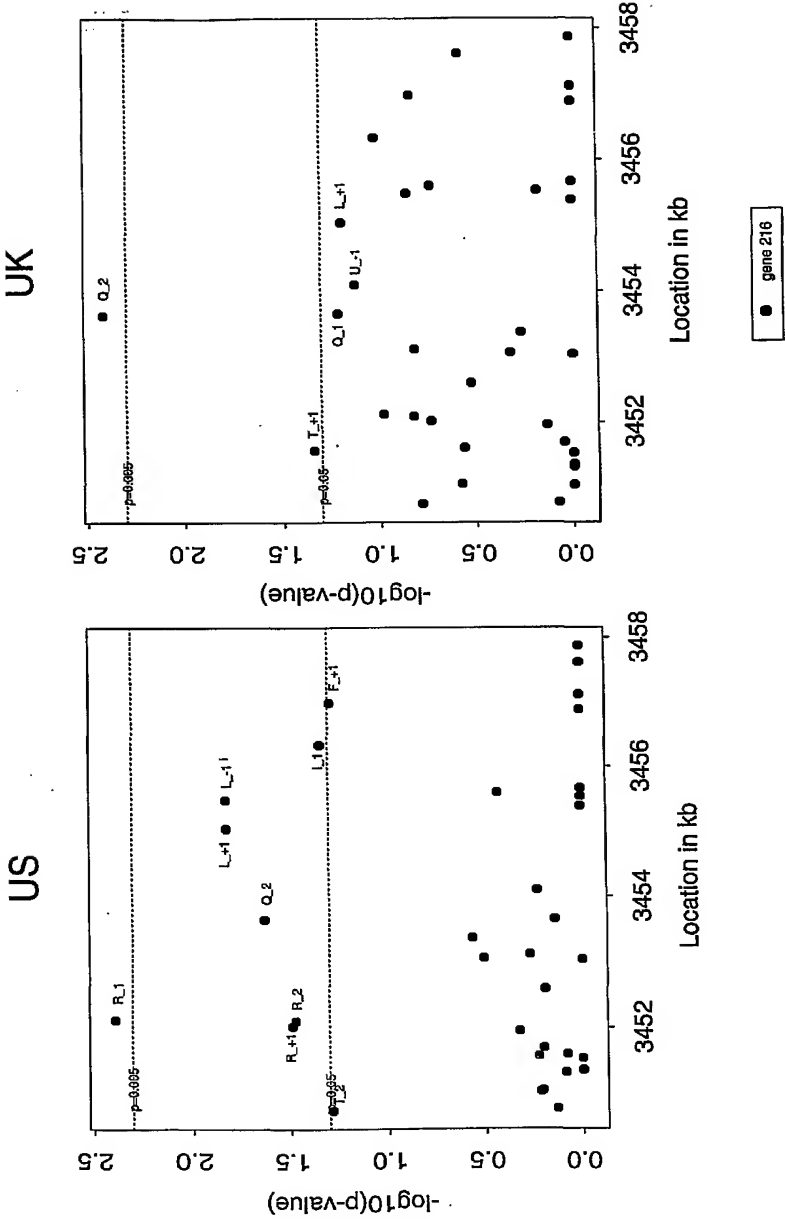 US
-log10(p-value)
2.5
2.0
1.5
1.0
0.5
0.0
p=0.005
p=0.05
R_1
R_+1
R_2
Q_2
L_+1
L_-1
I_1
F_+1
T_2
3452
3454
3456
3458
Location in kb
UK
-log10(p-value)
2.5
2.0
1.5
1.0
0.5
0.0
p=0.005
p=0.05
Q_2
T_+1
Q_1
U_-1
L_+1
3452
3454
3456
3458
Location in kb
gene 216